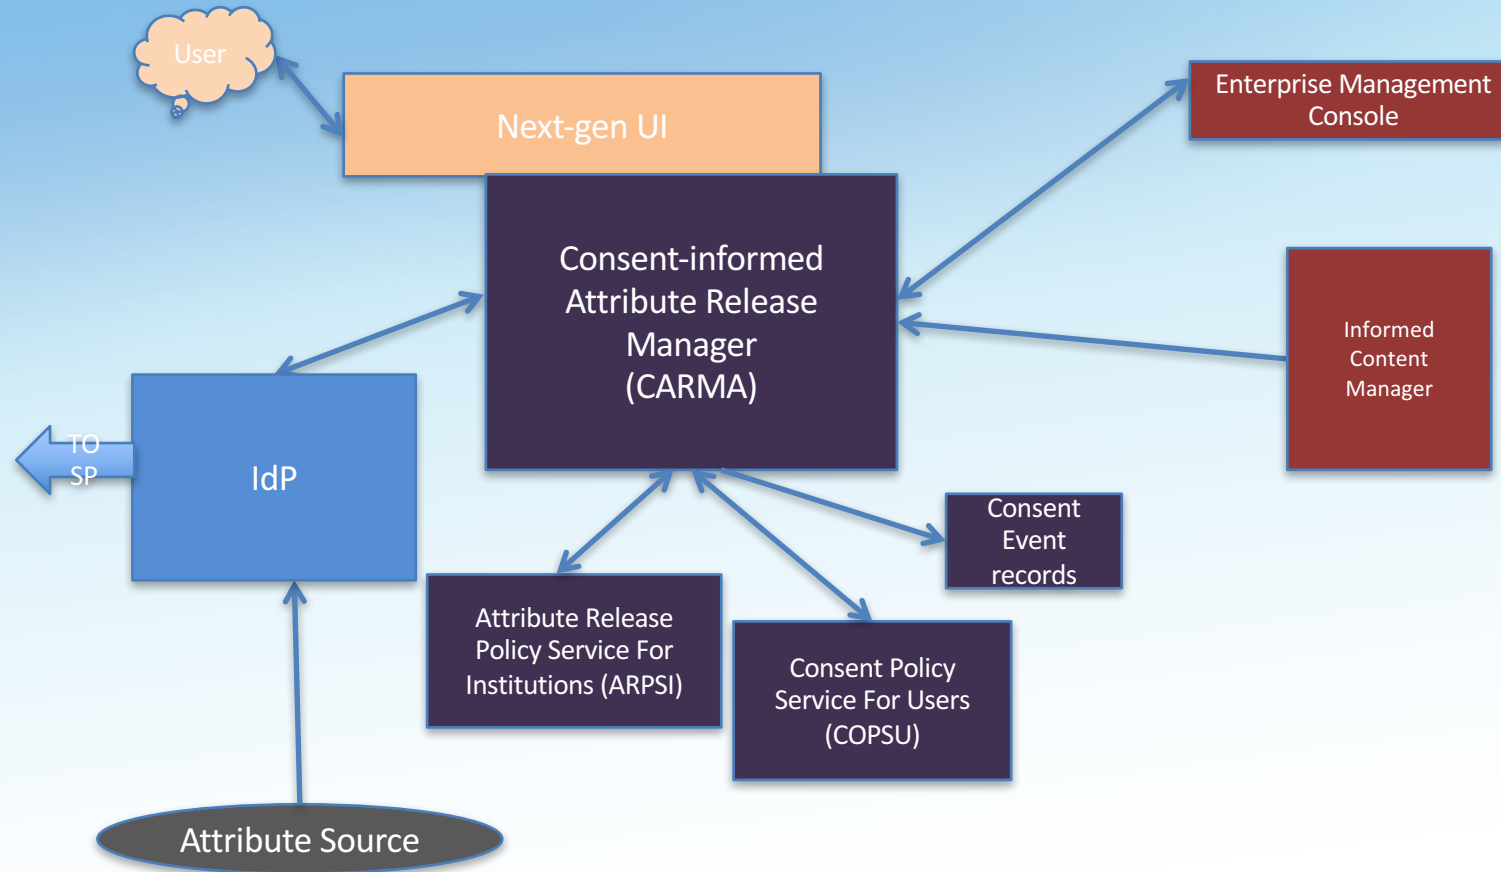 User
Next-gen UI
Enterprise Management
Console
Consent-informed
Attribute Release
Manager
(CARMA)
Informed
Content
Manager
TO
SP
IdP
Consent
Event
records
Attribute Release
Policy Service For
Institutions (ARPSI)
Consent Policy
Service For Users
(COPSU)
Attribute Source